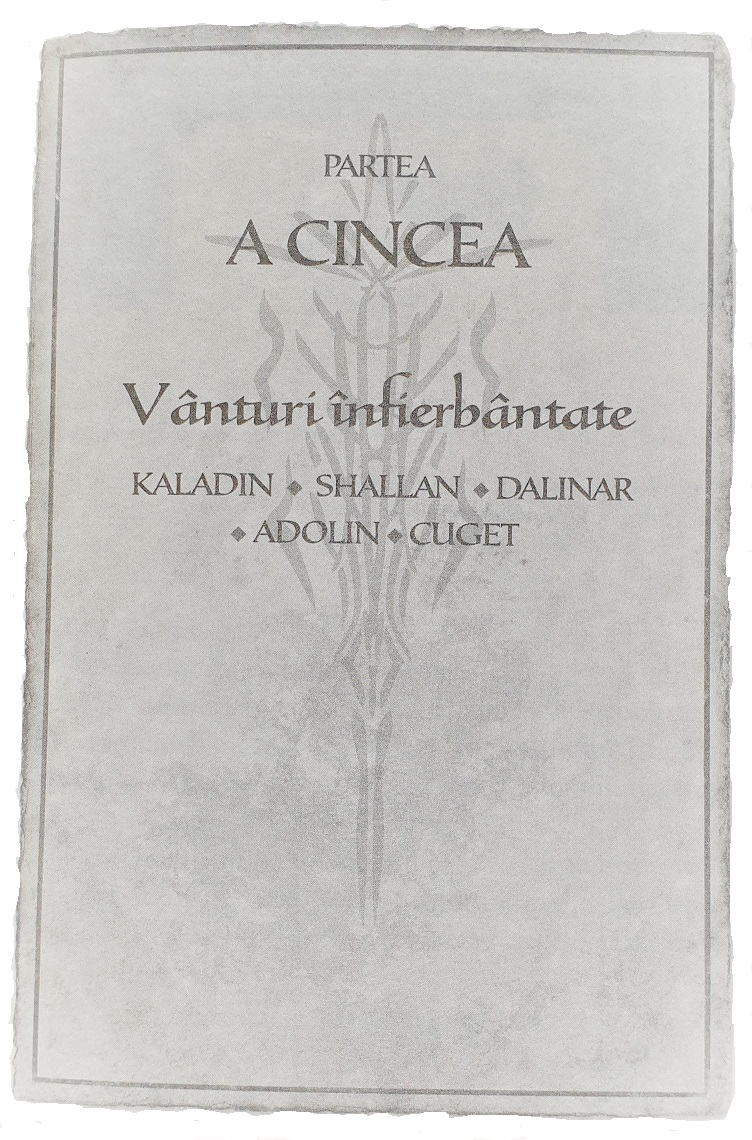 PARTEA
A CINCEA
Vânturi înfierbântate
KALADIN ◆ SHALLAN ◆ DALINAR
◆ ADOLIN ◆ CUGET